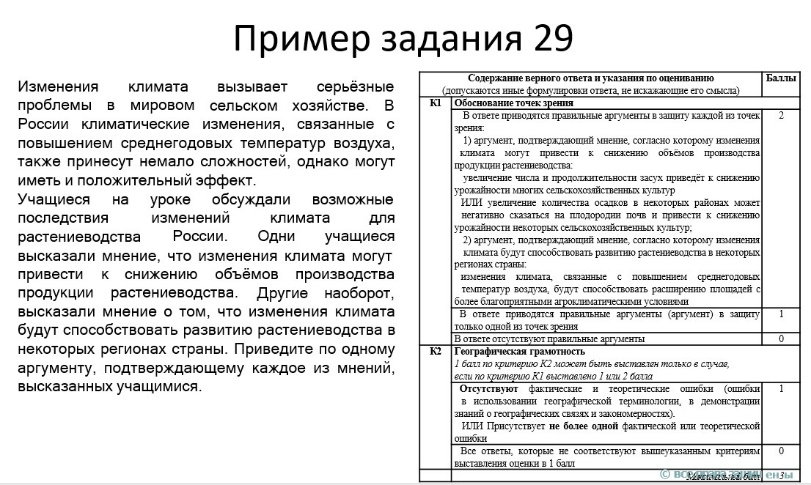 Пример задания 29
Изменения климата вызывает серьёзные
проблемы в мировом сельском хозяйстве. В
России климатические изменения, связанные с
повышением среднегодовых температур воздуха,
также принесут немало сложностей, однако могут
иметь и положительный эффект.
Учащиеся на уроке обсуждали возможные
последствия изменений климата для
растениеводства России. Одни учащиеся
высказали мнение, что изменения климата могут
привести к снижению объёмов производства
продукции растениеводства. Другие наоборот,
высказали мнение о том, что изменения климата
будут способствовать развитию растениеводства в
некоторых регионах страны. Приведите по одному
аргументу, подтверждающему каждое из мнений,
высказанных учащимися.
Содержание верного ответа и указания по оцениванию Баллы
(допускаются иные формулировки ответа, не искажающие его смысла)
К1 Обоснование точек зрения
В ответе приводятся правильные аргументы в защиту каждой из точек 2
зрения:
1) аргумент, подтверждающий мнение, согласно которому изменения
климата могут привести к снижению объёмов производства
продукции растениеводства:
увеличение числа и продолжительности засух приведёт к снижению
урожайности многих сельскохозяйственных культур
ИЛИ увеличение количества осадков в некоторых районах может
негативно сказаться на плодородии почв и привести к снижению
урожайности некоторых сельскохозяйственных культур;
2) аргумент, подтверждающий мнение, согласно которому изменения
климата будут способствовать развитию растениеводства в некоторых
регионах страны:
изменения климата, связанные с повышением среднегодовых
температур воздуха, будут способствовать расширению площадей с
более благоприятными агроклиматическими условиями
В ответе приводятся правильные аргументы (аргумент) в защиту 1
только одной из точек зрения
В ответе отсутствуют правильные аргументы 0
К2 Географическая грамотность
1 балл по критерию К2 может быть выставлен только в случае,
если по критерию К1 выставлено 1 или 2 балла
Отсутствуют фактические и теоретические ошибки (ошибки 1
в использовании географической терминологии, в демонстрации
знаний о географических связях и закономерностях).
ИЛИ Присутствует не более одной фактической или теоретической
ошибки
Все ответы, которые не соответствуют вышеуказанным критериям 0
выставления оценки в 1 балл
Максимальный балл 3